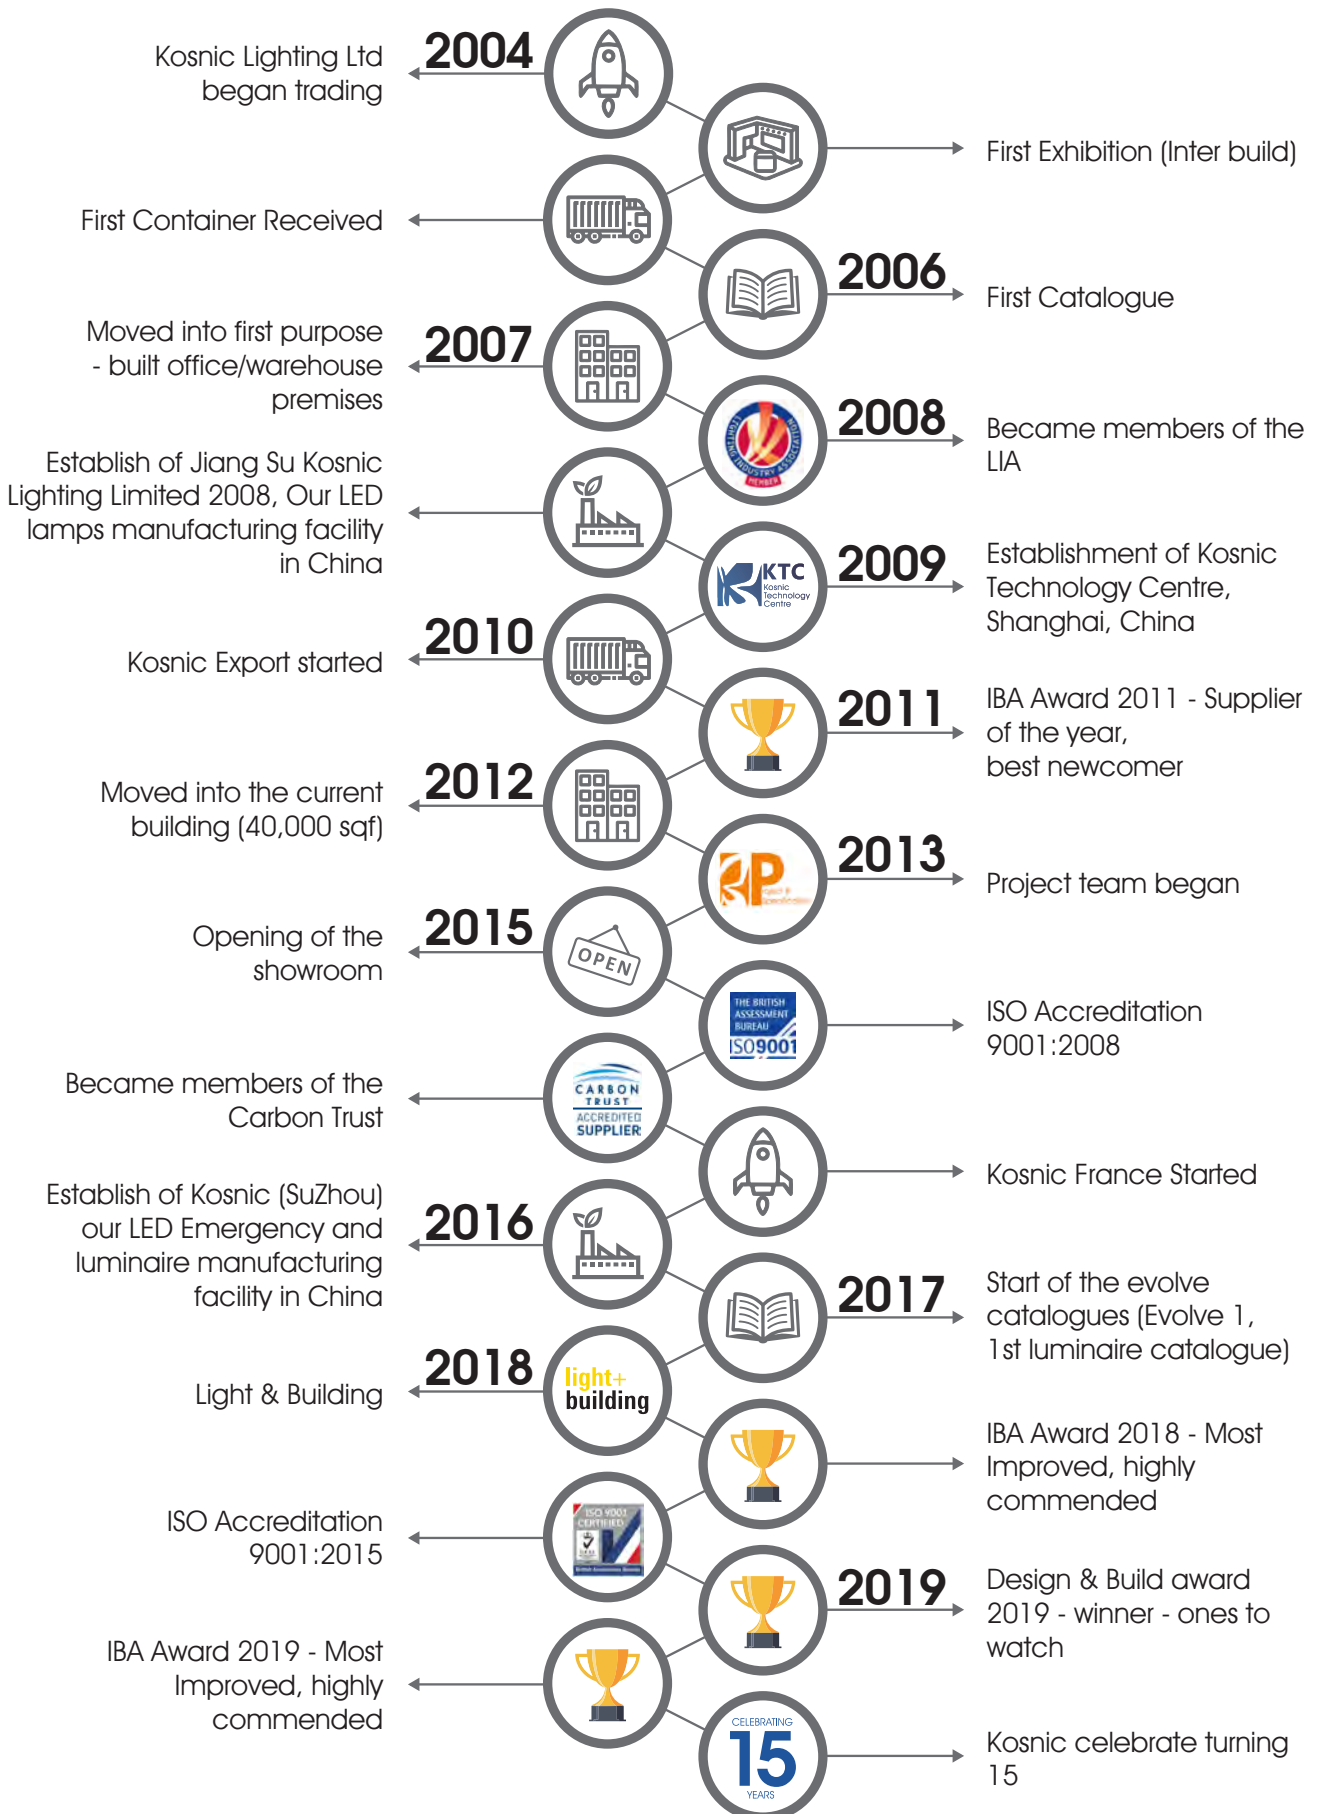 2004
Kosnic Lighting Ltd
began trading
First Exhibition (Inter build)
First Container Received
2006
First Catalogue
2007
Moved into first purpose
- built office/warehouse
premises
2008
Became members of the
LIA
LIGHTING INDUSTRY ASSOCIATION
MEMBER
Establish of Jiang Su Kosnic
Lighting Limited 2008, Our LED
lamps manufacturing facility
in China
KTC
Kosnic
Technology
Centre
2009
Establishment of Kosnic
Technology Centre,
Shanghai, China
2010
Kosnic Export started
2011
IBA Award 2011 - Supplier
of the year,
best newcomer
2012
Moved into the current
building (40,000 sqf)
P
2013
Project team began
2015
Opening of the
showroom
OPEN
THE BRITISH
ASSESSMENT
BUREAU
ISO9001
ISO Accreditation
9001:2008
Became members of the
Carbon Trust
CARBON
TRUST
ACCREDITED
SUPPLIER
Kosnic France Started
2016
Establish of Kosnic (SuZhou)
our LED Emergency and
luminaire manufacturing
facility in China
2017
Start of the evolve
catalogues (Evolve 1,
1st luminaire catalogue)
2018
Light & Building
light+
building
IBA Award 2018 - Most
Improved, highly
commended
ISO Accreditation
9001:2015
ISO 9001
CERTIFIED
2019
Design & Build award
2019 - winner - ones to
watch
IBA Award 2019 - Most
Improved, highly
commended
CELEBRATING
15
YEARS
Kosnic celebrate turning
15